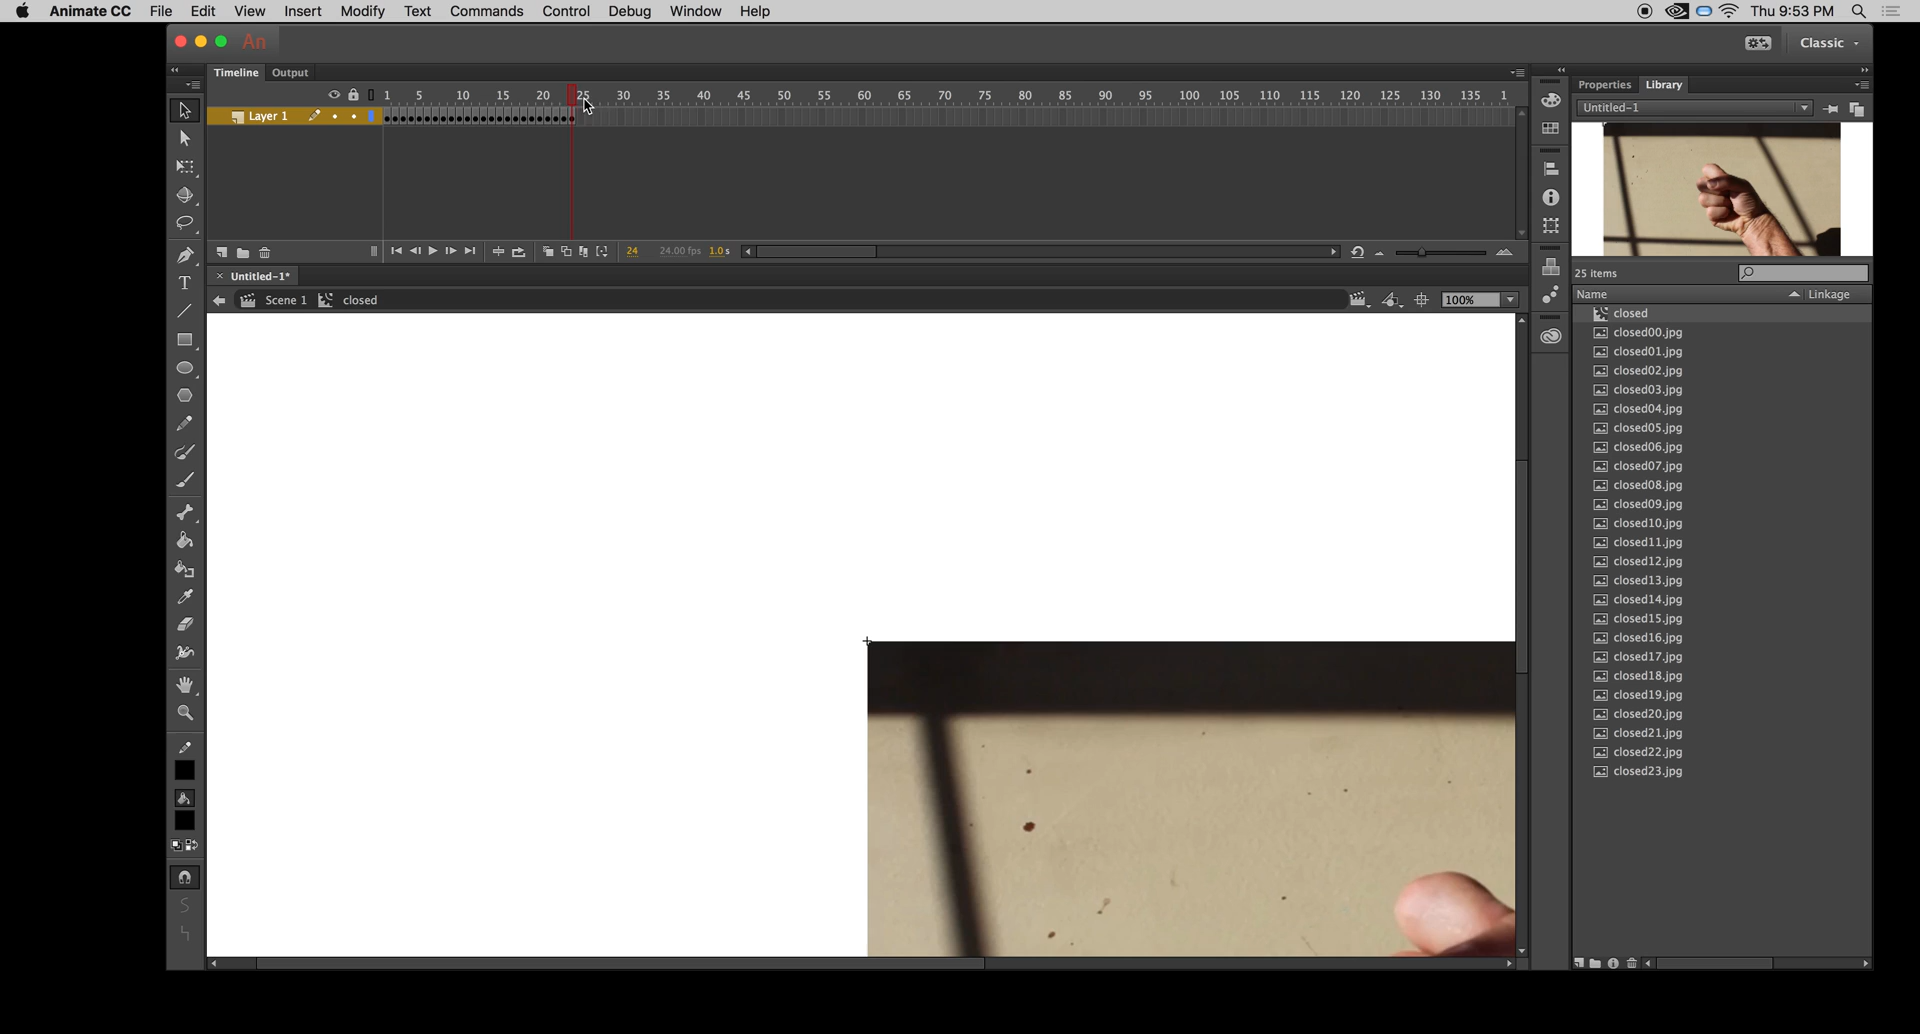 Animate CC File Edit View Insert Modify Text Commands Control Debug Window Help Thu 9:53 PM
An Classic
Timeline Output
1 5 10 15 20 25 30 35 40 45 50 55 60 65 70 75 80 85 90 95 100 105 110 115 120 125 130 135 1
Layer 1
24 24.00 fps 1.0 s
× Untitled-1*
Scene 1 closed 100%
T
Properties Library
Untitled-1
25 items
Name Linkage
closed
closed00.jpg
closed01.jpg
closed02.jpg
closed03.jpg
closed04.jpg
closed05.jpg
closed06.jpg
closed07.jpg
closed08.jpg
closed09.jpg
closed10.jpg
closed11.jpg
closed12.jpg
closed13.jpg
closed14.jpg
closed15.jpg
closed16.jpg
closed17.jpg
closed18.jpg
closed19.jpg
closed20.jpg
closed21.jpg
closed22.jpg
closed23.jpg